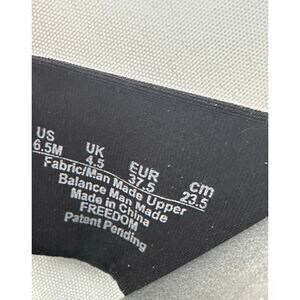 US UK EUR cm
6.5M 4.5 37.5 23.5
Fabric/Man Made Upper
Balance Man Made
Made in China
FREEDOM
Patent Pending